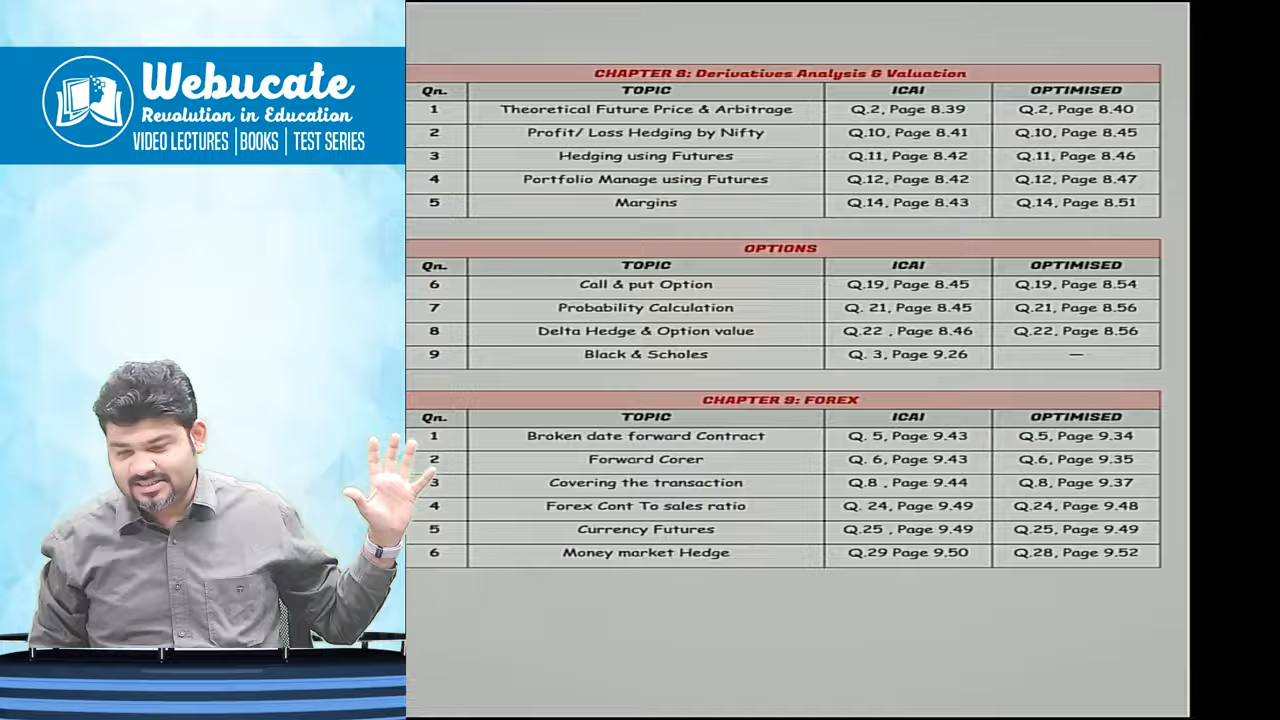 Webucate
Revolution in Education
VIDEO LECTURES | BOOKS | TEST SERIES
CHAPTER 8: Derivatives Analysis & Valuation
Qn. TOPIC ICAI OPTIMISED
1 Theoretical Future Price & Arbitrage Q.2, Page 8.39 Q.2, Page 8.40
2 Profit/ Loss Hedging by Nifty Q.10, Page 8.41 Q.10, Page 8.45
3 Hedging using Futures Q.11, Page 8.42 Q.11, Page 8.46
4 Portfolio Manage using Futures Q.12, Page 8.42 Q.12, Page 8.47
5 Margins Q.14, Page 8.43 Q.14, Page 8.51
OPTIONS
Qn. TOPIC ICAI OPTIMISED
6 Call & put Option Q.19, Page 8.45 Q.19, Page 8.54
7 Probability Calculation Q. 21, Page 8.45 Q.21, Page 8.56
8 Delta Hedge & Option value Q.22 , Page 8.46 Q.22, Page 8.56
9 Black & Scholes Q. 3, Page 9.26 —
CHAPTER 9: FOREX
Qn. TOPIC ICAI OPTIMISED
1 Broken date forward Contract Q. 5, Page 9.43 Q.5, Page 9.34
2 Forward Corer Q. 6, Page 9.43 Q.6, Page 9.35
3 Covering the transaction Q.8 , Page 9.44 Q.8, Page 9.37
4 Forex Cont To sales ratio Q. 24, Page 9.49 Q.24, Page 9.48
5 Currency Futures Q.25 , Page 9.49 Q.25, Page 9.49
6 Money market Hedge Q.29 Page 9.50 Q.28, Page 9.52